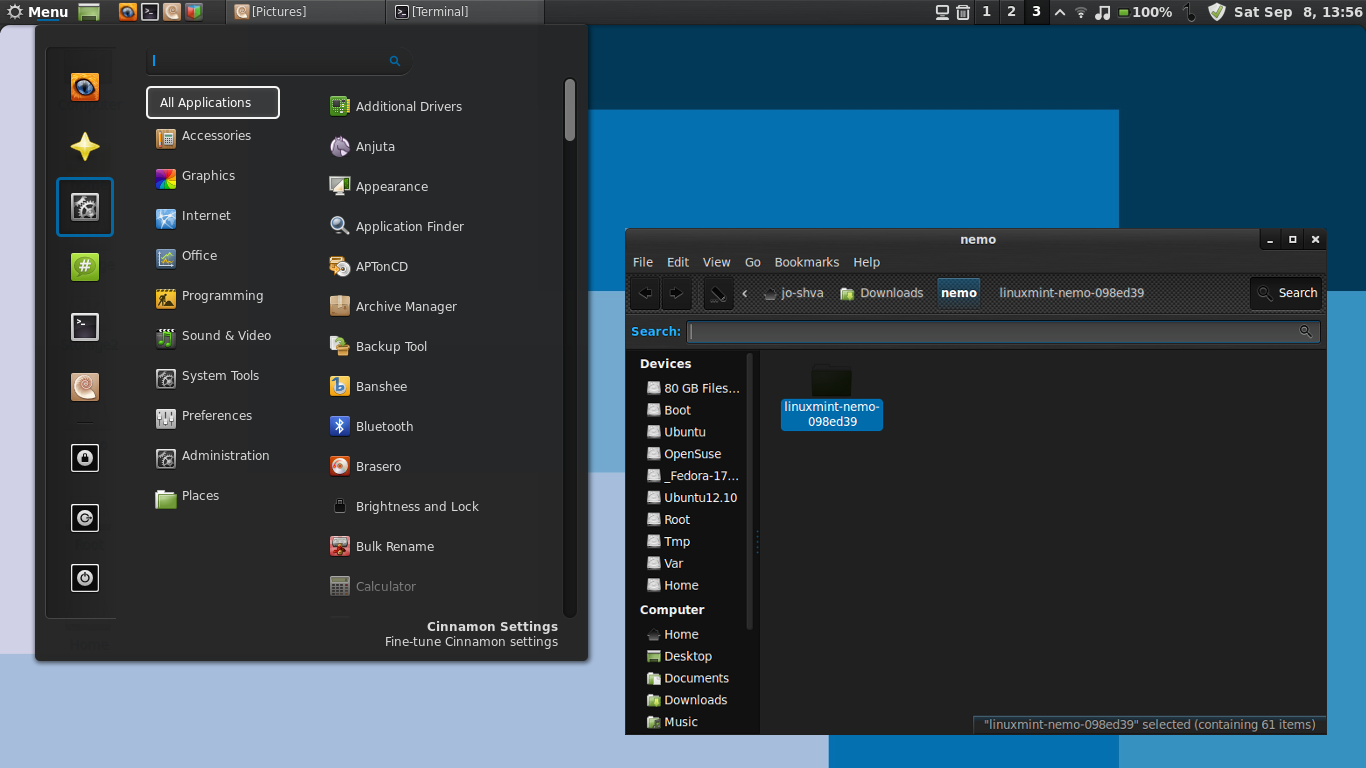 Menu [Pictures] [Terminal] 1 2 3 100% Sat Sep 8, 13:56
All Applications
Accessories
Graphics
Internet
Office
Programming
Sound & Video
System Tools
Preferences
Administration
Places
Additional Drivers
Anjuta
Appearance
Application Finder
APTonCD
Archive Manager
Backup Tool
Banshee
Bluetooth
Brasero
Brightness and Lock
Bulk Rename
Calculator
Cinnamon Settings
Fine-tune Cinnamon settings
nemo
File Edit View Go Bookmarks Help
jo-shva Downloads nemo linuxmint-nemo-098ed39 Search
Search:
Devices
80 GB Files...
Boot
Ubuntu
OpenSuse
_Fedora-17...
Ubuntu12.10
Root
Tmp
Var
Home
Computer
Home
Desktop
Documents
Downloads
Music
linuxmint-nemo-
098ed39
"linuxmint-nemo-098ed39" selected (containing 61 items)